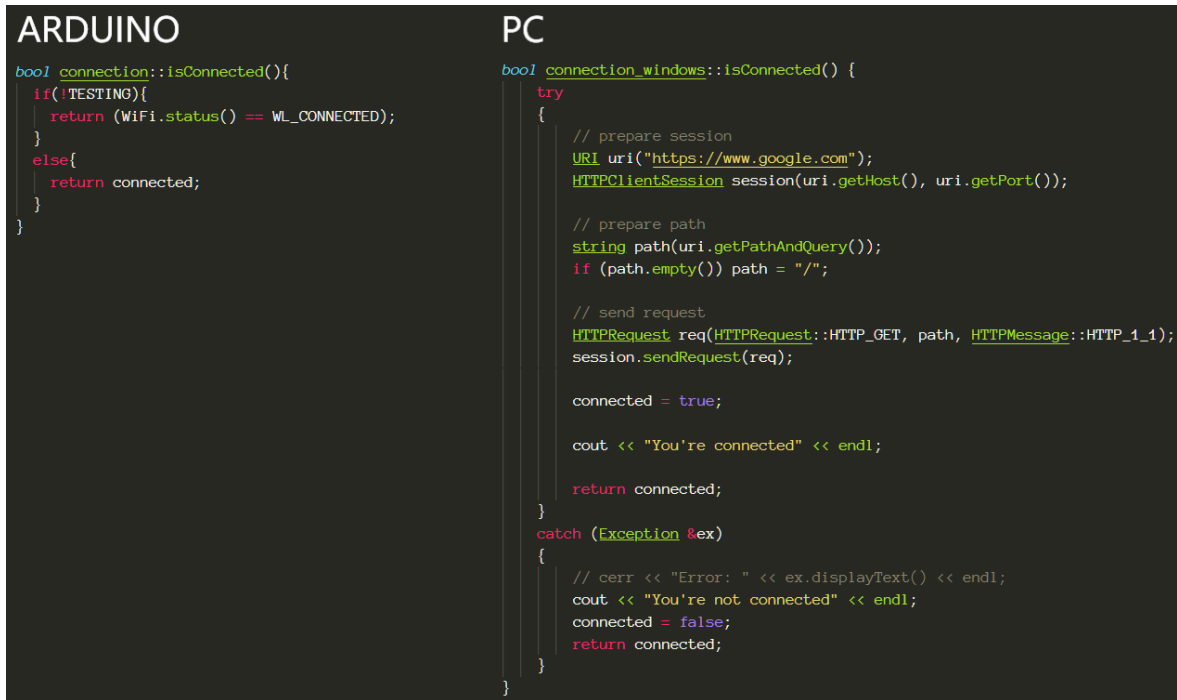 ARDUINO
bool connection::isConnected(){
if(!TESTING){
return (WiFi.status() == WL_CONNECTED);
}
else{
return connected;
}
}
PC
bool connection_windows::isConnected() {
try
{
// prepare session
URI uri("https://www.google.com");
HTTPClientSession session(uri.getHost(), uri.getPort());
// prepare path
string path(uri.getPathAndQuery());
if (path.empty()) path = "/";
// send request
HTTPRequest req(HTTPRequest::HTTP_GET, path, HTTPMessage::HTTP_1_1);
session.sendRequest(req);
connected = true;
cout << "You're connected" << endl;
return connected;
}
catch (Exception &ex)
{
// cerr << "Error: " << ex.displayText() << endl;
cout << "You're not connected" << endl;
connected = false;
return connected;
}
}